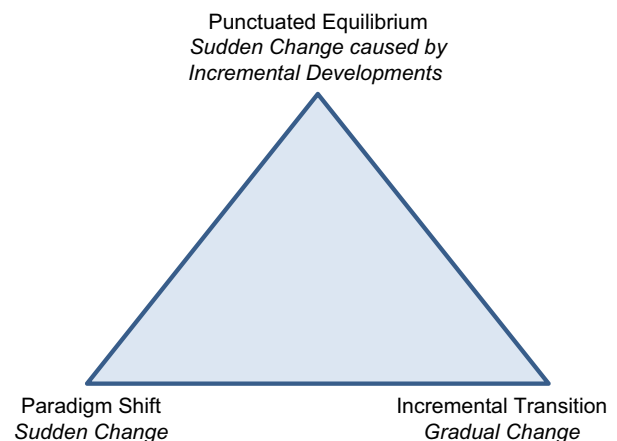 Punctuated Equilibrium
Sudden Change caused by
Incremental Developments
Paradigm Shift
Sudden Change
Incremental Transition
Gradual Change